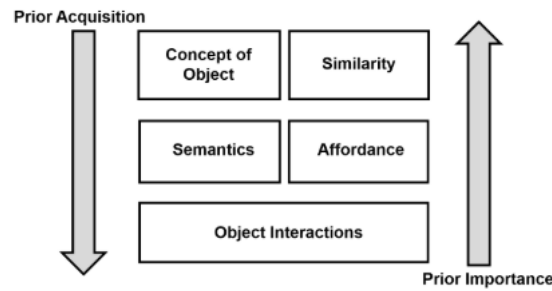 Prior Acquisition
Concept of
Object
Similarity
Semantics
Affordance
Object Interactions
Prior Importance